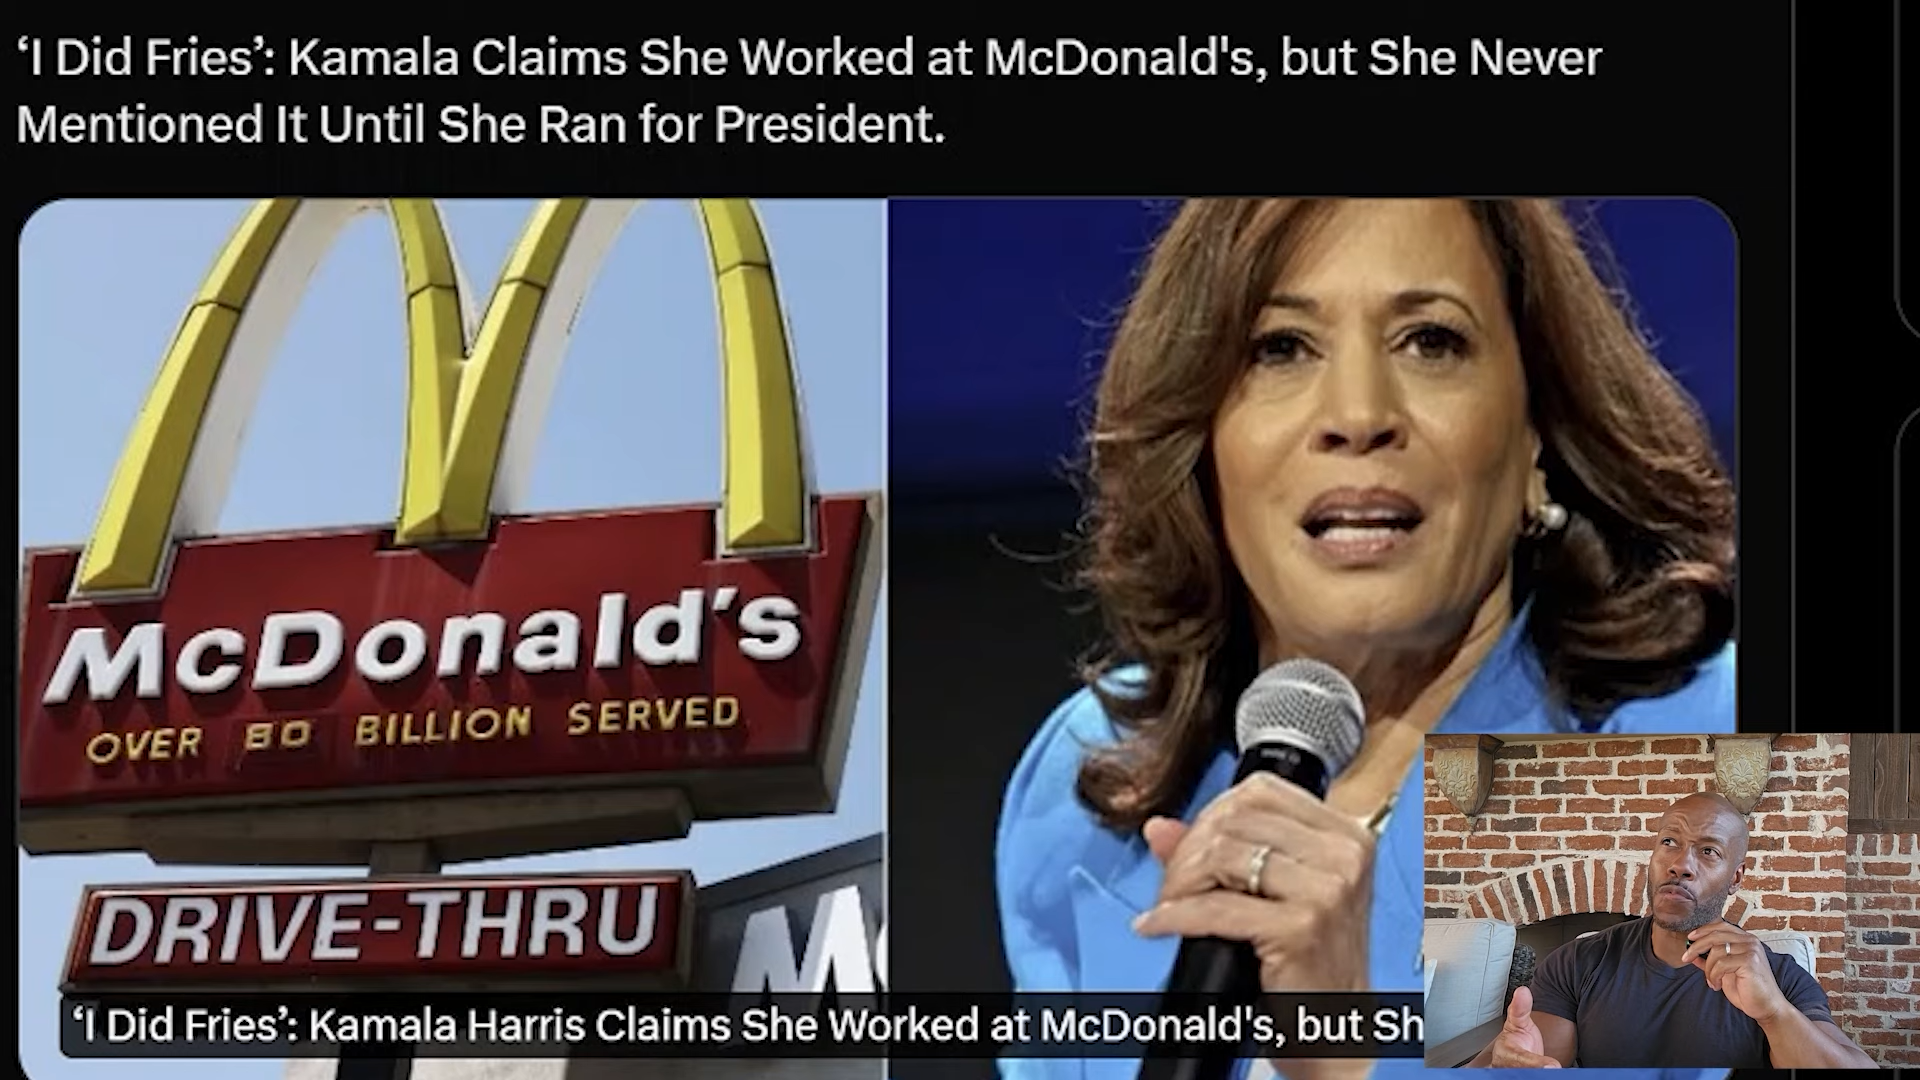 ‘I Did Fries’: Kamala Claims She Worked at McDonald's, but She Never
Mentioned It Until She Ran for President.
McDonald's
OVER 80 BILLION SERVED
DRIVE-THRU
‘I Did Fries’: Kamala Harris Claims She Worked at McDonald's, but Sh